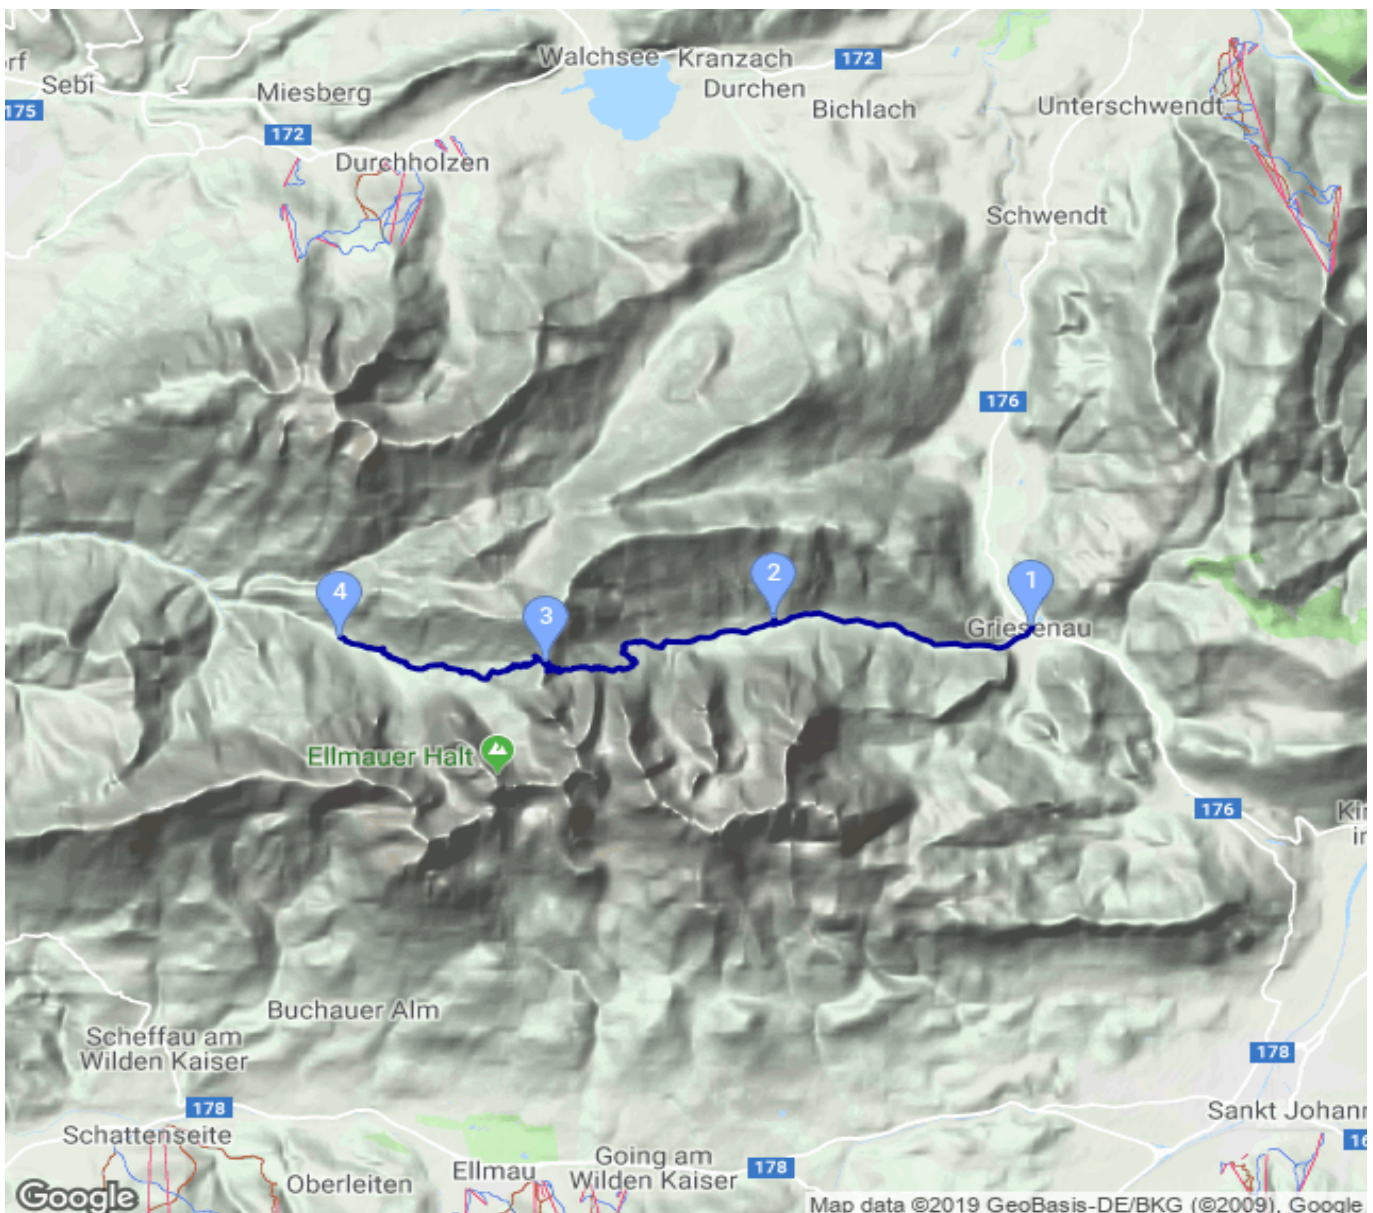 Walchsee
Kranzach
172
orf
Sebi
Durchen
Miesberg
175
Bichlach
Unterschwendt
172
Durchholzen
Schwendt
176
2
1
4
3
Griesenau
Ellmauer Halt
176
Buchauer Alm
Scheffau am
Wilden Kaiser
178
178
Sankt Johann
Schattenseite
Going am
Wilden Kaiser
178
Ellmau
Oberleiten
Google
Map data ©2019 GeoBasis-DE/BKG (©2009), Google